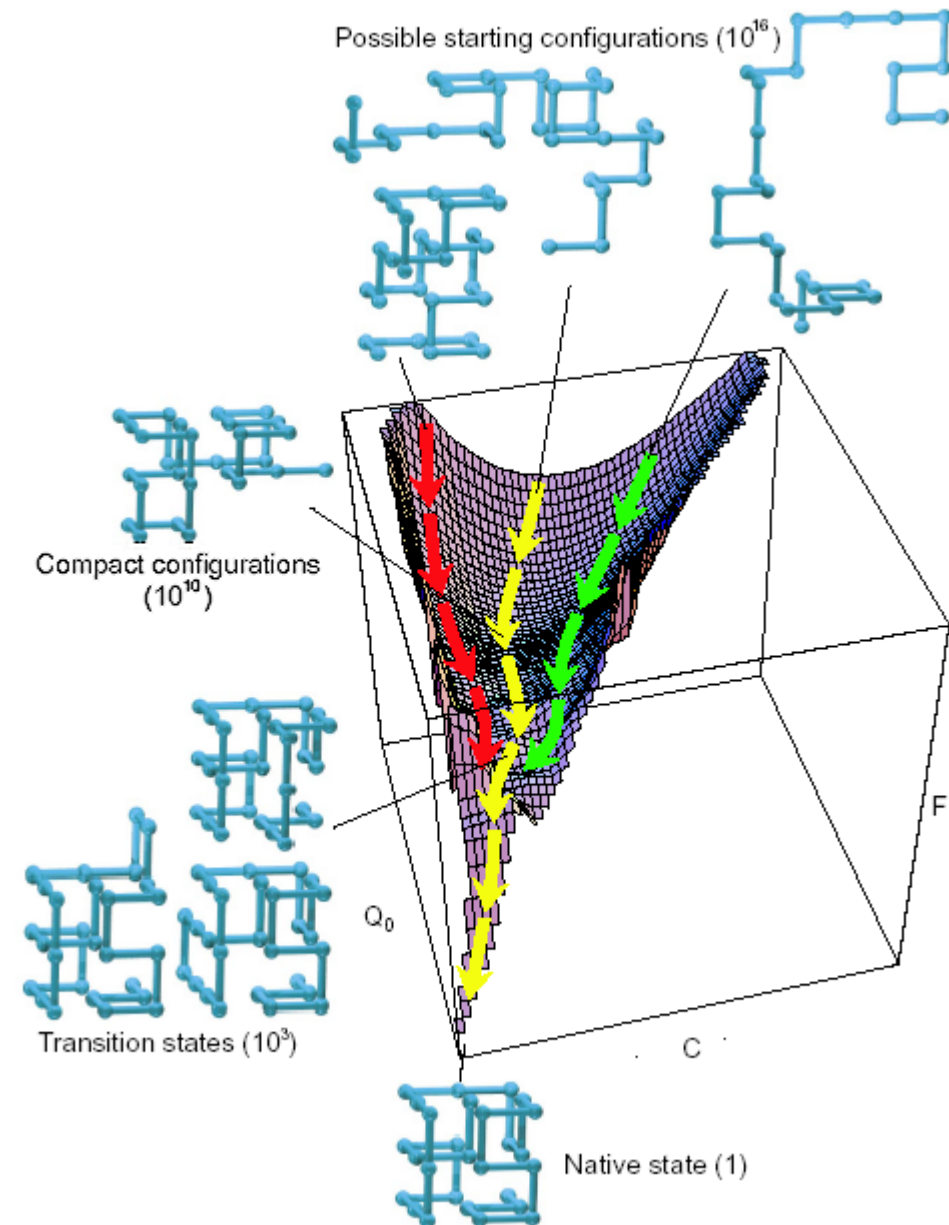 Possible starting configurations (10¹⁶)
Compact configurations
(10¹⁰)
F
Q₀
Transition states (10³)
C
Native state (1)